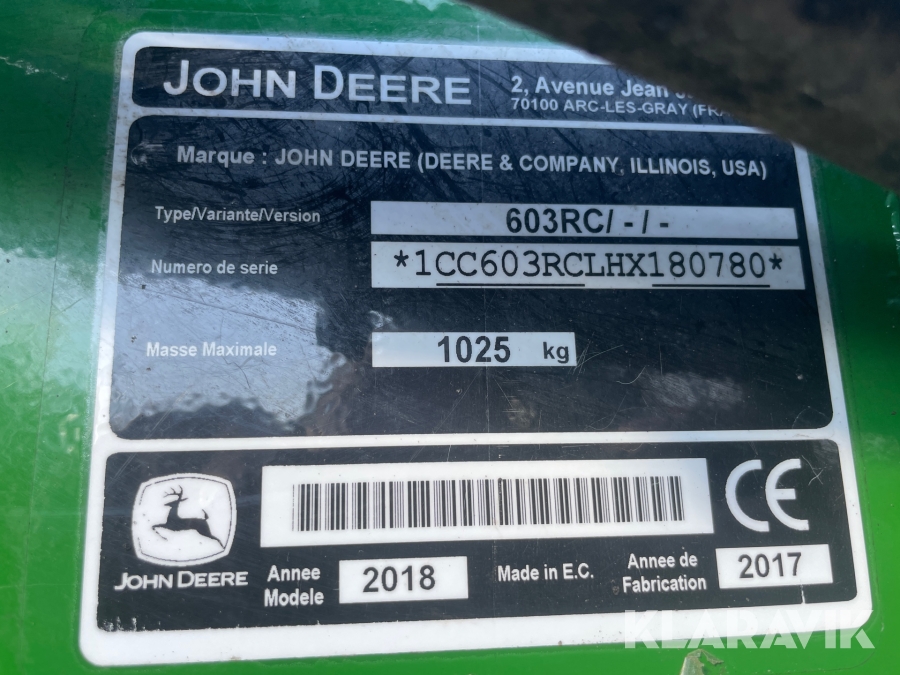 JOHN DEERE
2, Avenue Jean
70100 ARC-LES-GRAY
Marque : JOHN DEERE (DEERE & COMPANY, ILLINOIS, USA)
Type/Variante/Version 603RC/ - / -
Numero de serie *1CC603RCLHX180780*
Masse Maximale 1025 kg
JOHN DEERE
Annee Modele 2018
Made in E.C.
Annee de Fabrication 2017
CE
KLARAVIK